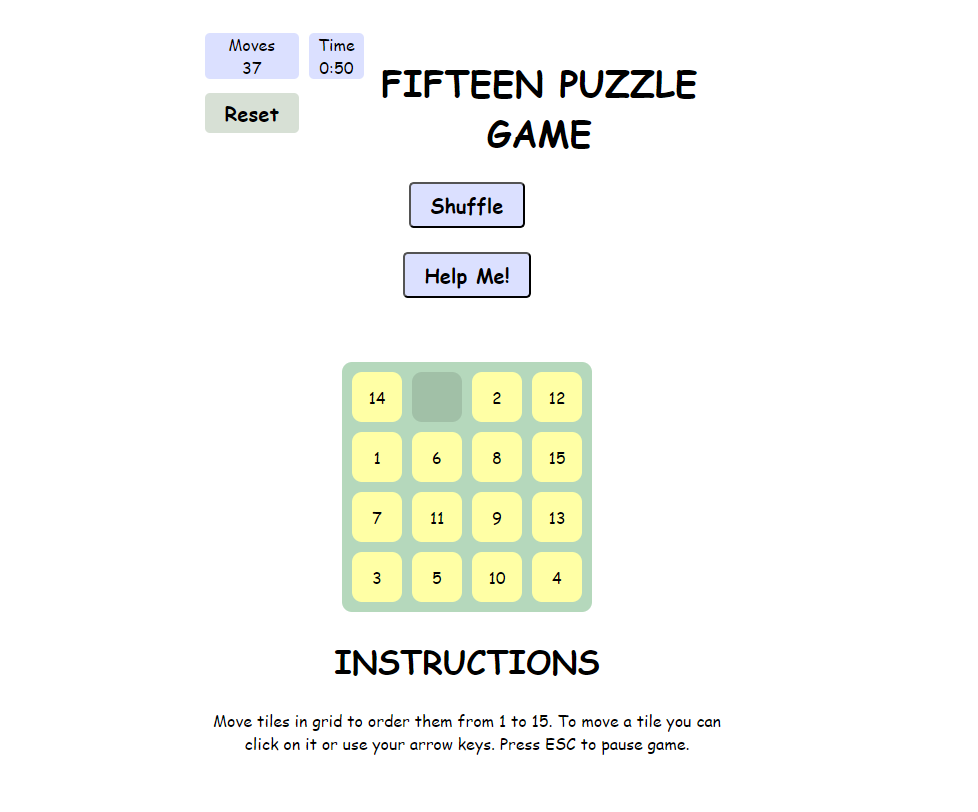 Moves
37
Time
0:50
Reset
FIFTEEN PUZZLE
GAME
Shuffle
Help Me!
14 2 12
1 6 8 15
7 11 9 13
3 5 10 4
INSTRUCTIONS
Move tiles in grid to order them from 1 to 15. To move a tile you can
click on it or use your arrow keys. Press ESC to pause game.